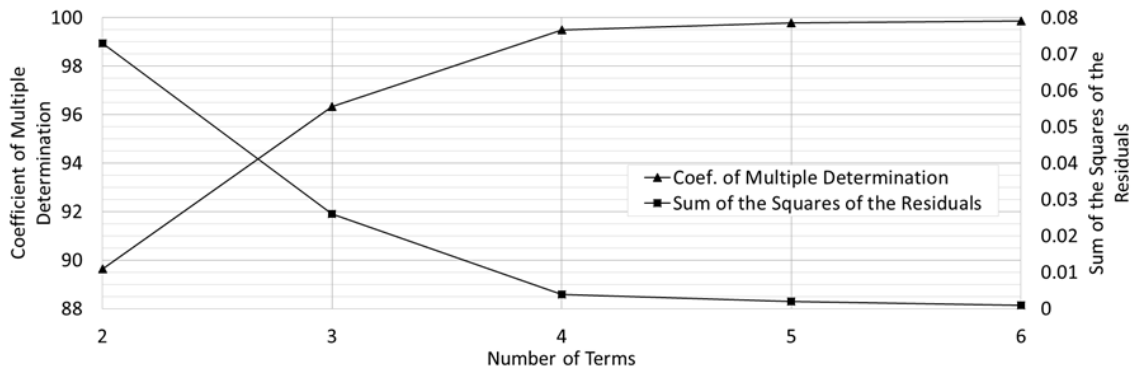 100
98
96
94
92
90
88
Coefficient of Multiple
Determination
0.08
0.07
0.06
0.05
0.04
0.03
0.02
0.01
0
Sum of the Squares of the
Residuals
Coef. of Multiple Determination
Sum of the Squares of the Residuals
2 3 4 5 6
Number of Terms